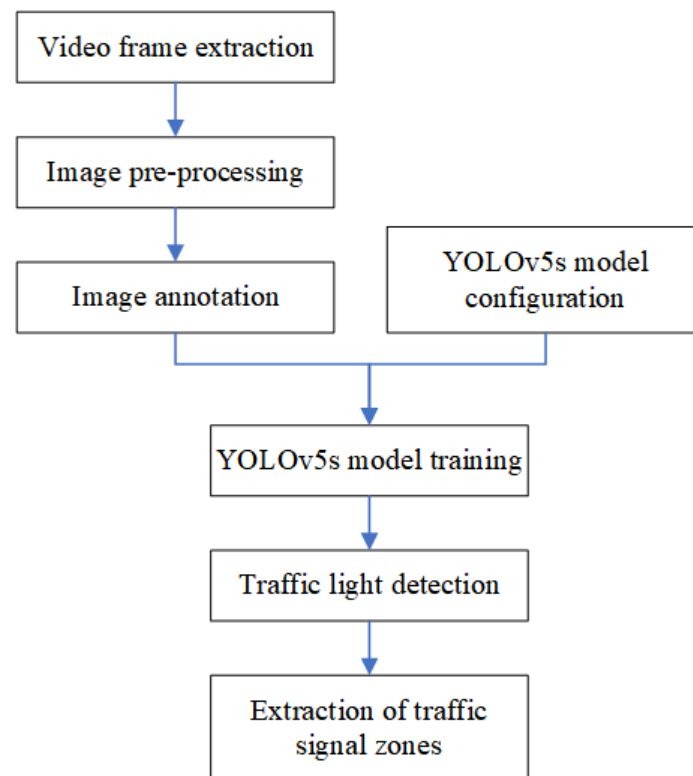 Video frame extraction
Image pre-processing
Image annotation
YOLOv5s model
configuration
YOLOv5s model training
Traffic light detection
Extraction of traffic
signal zones